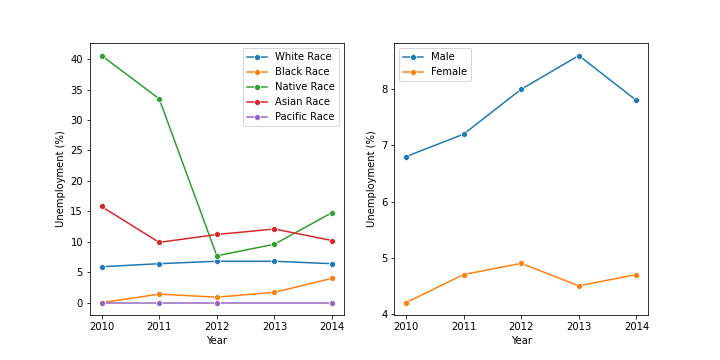 Unemployment (%)
40
35
30
25
20
15
10
5
0
2010 2011 2012 2013 2014
Year
White Race
Black Race
Native Race
Asian Race
Pacific Race
Unemployment (%)
8
7
6
5
4
2010 2011 2012 2013 2014
Year
Male
Female